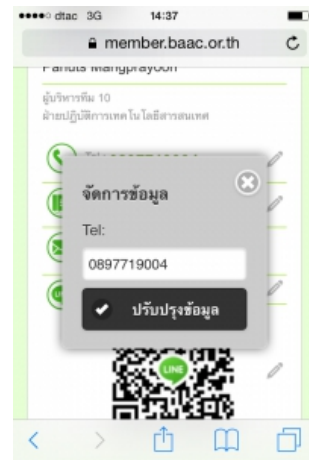 dtac 3G 14:37
member.baac.or.th
Panuts Mangprayoon
ผู้บริหารทีม 10
ฝ่ายปฏิบัติการเทคโนโลยีสารสนเทศ
จัดการข้อมูล
Tel:
0897719004
ปรับปรุงข้อมูล
LINE